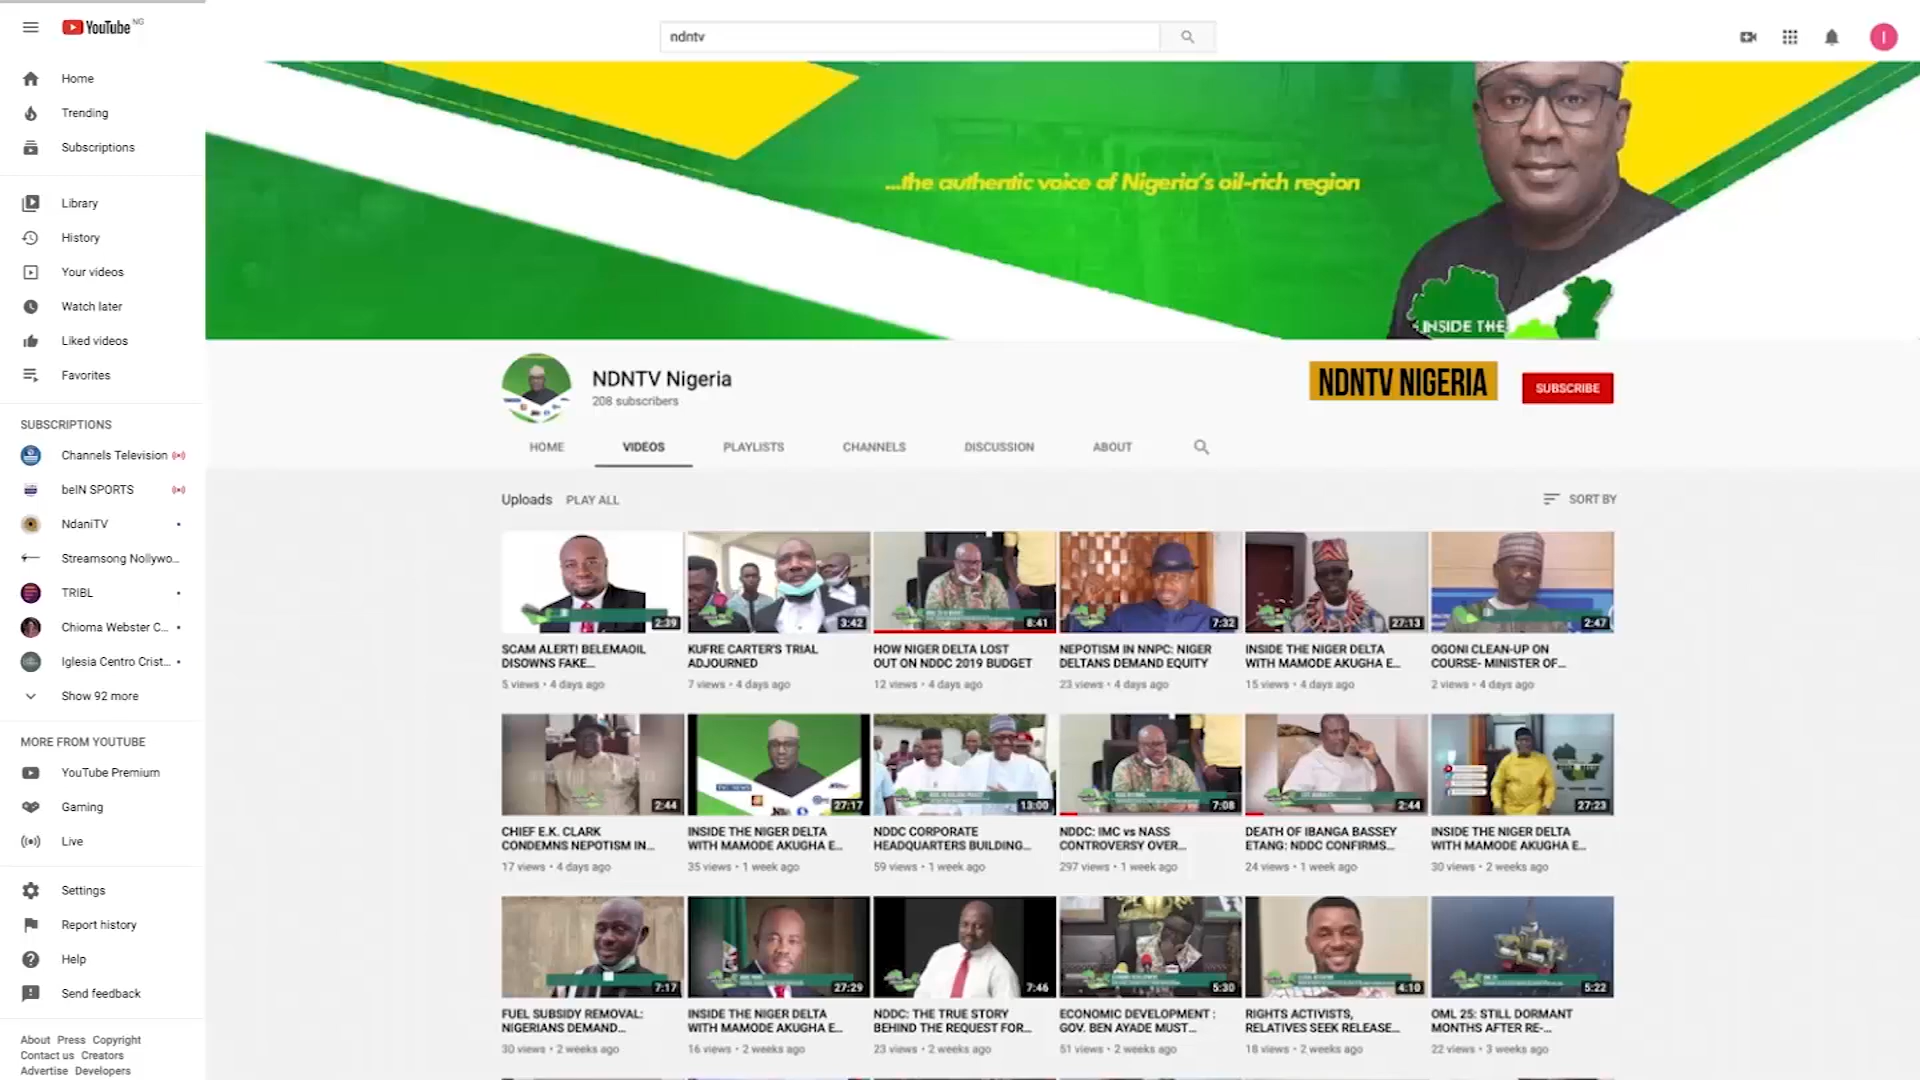 YouTube NG
ndntv
Home
Trending
Subscriptions
Library
History
Your videos
Watch later
Liked videos
Favorites
SUBSCRIPTIONS
Channels Television
beIN SPORTS
NdaniTV
Streamsong Nollywo...
TRIBL
Chioma Webster C...
Iglesia Centro Crist...
Show 92 more
MORE FROM YOUTUBE
YouTube Premium
Gaming
Live
Settings
Report history
Help
Send feedback
About Press Copyright
Contact us Creators
Advertise Developers
I
...the authentic voice of Nigeria's oil-rich region
INSIDE THE
NDNTV Nigeria
208 subscribers
NDNTV NIGERIA
SUBSCRIBE
HOME VIDEOS PLAYLISTS CHANNELS DISCUSSION ABOUT
Uploads PLAY ALL
SORT BY
2:39 3:42 8:41 7:32 27:13 2:47
SCAM ALERT! BELEMAOIL
DISOWNS FAKE...
5 views • 4 days ago
KUFRE CARTER'S TRIAL
ADJOURNED
7 views • 4 days ago
HOW NIGER DELTA LOST
OUT ON NDDC 2019 BUDGET
12 views • 4 days ago
NEPOTISM IN NNPC: NIGER
DELTANS DEMAND EQUITY
23 views • 4 days ago
INSIDE THE NIGER DELTA
WITH MAMODE AKUGHA E...
15 views • 4 days ago
OGONI CLEAN-UP ON
COURSE- MINISTER OF...
2 views • 4 days ago
2:44 27:17 13:00 7:08 2:44 27:23
CHIEF E.K. CLARK
CONDEMNS NEPOTISM IN...
17 views • 4 days ago
INSIDE THE NIGER DELTA
WITH MAMODE AKUGHA E...
35 views • 1 week ago
NDDC CORPORATE
HEADQUARTERS BUILDING...
59 views • 1 week ago
NDDC: IMC vs NASS
CONTROVERSY OVER...
297 views • 1 week ago
DEATH OF IBANGA BASSEY
ETANG: NDDC CONFIRMS...
24 views • 1 week ago
INSIDE THE NIGER DELTA
WITH MAMODE AKUGHA E...
30 views • 2 weeks ago
7:17 27:29 7:46 5:30 4:10 5:22
FUEL SUBSIDY REMOVAL:
NIGERIANS DEMAND...
30 views • 2 weeks ago
INSIDE THE NIGER DELTA
WITH MAMODE AKUGHA E...
16 views • 2 weeks ago
NDDC: THE TRUE STORY
BEHIND THE REQUEST FOR...
23 views • 2 weeks ago
ECONOMIC DEVELOPMENT :
GOV. BEN AYADE MUST...
51 views • 2 weeks ago
RIGHTS ACTIVISTS,
RELATIVES SEEK RELEASE...
18 views • 2 weeks ago
OML 25: STILL DORMANT
MONTHS AFTER RE-...
22 views • 3 weeks ago